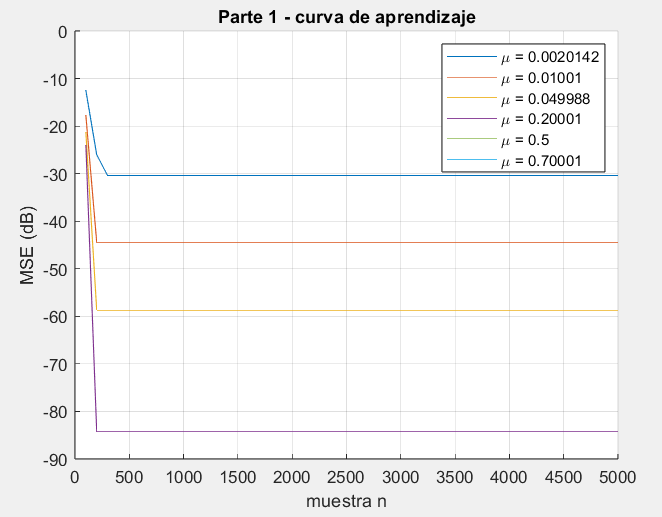 Parte 1 - curva de aprendizaje
0
-10
-20
-30
-40
-50
-60
-70
-80
-90
MSE (dB)
μ = 0.0020142
μ = 0.01001
μ = 0.049988
μ = 0.20001
μ = 0.5
μ = 0.70001
0 500 1000 1500 2000 2500 3000 3500 4000 4500 5000
muestra n